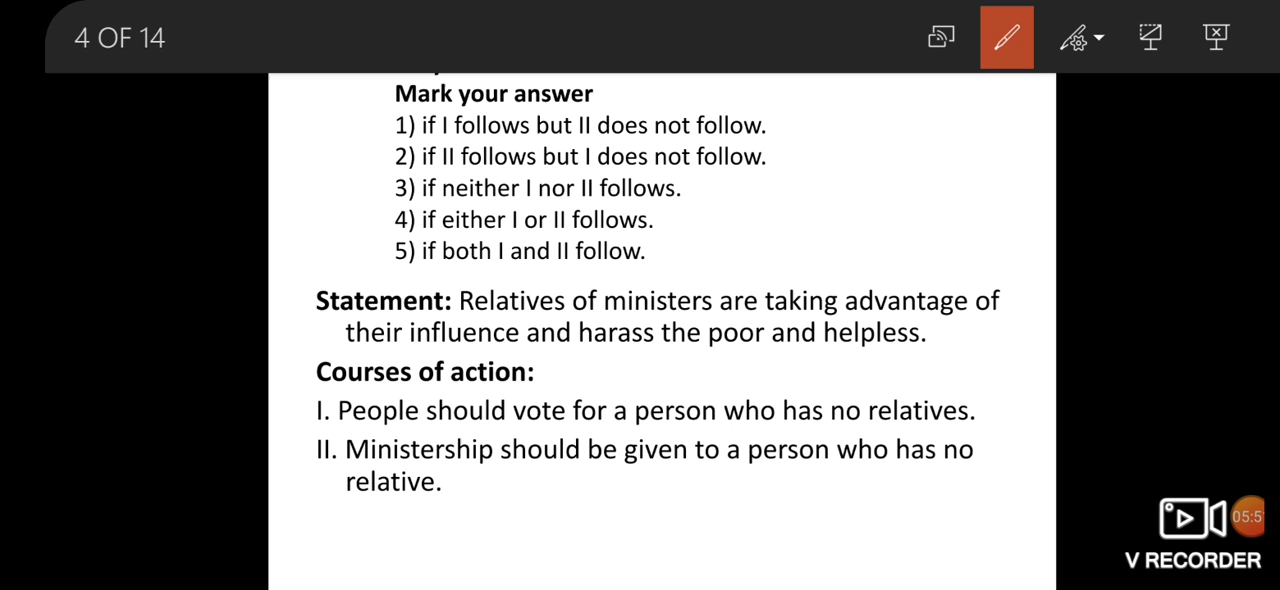 4 OF 14
Mark your answer
1) if I follows but II does not follow.
2) if II follows but I does not follow.
3) if neither I nor II follows.
4) if either I or II follows.
5) if both I and II follow.
Statement: Relatives of ministers are taking advantage of
their influence and harass the poor and helpless.
Courses of action:
I. People should vote for a person who has no relatives.
II. Ministership should be given to a person who has no
relative.
V RECORDER